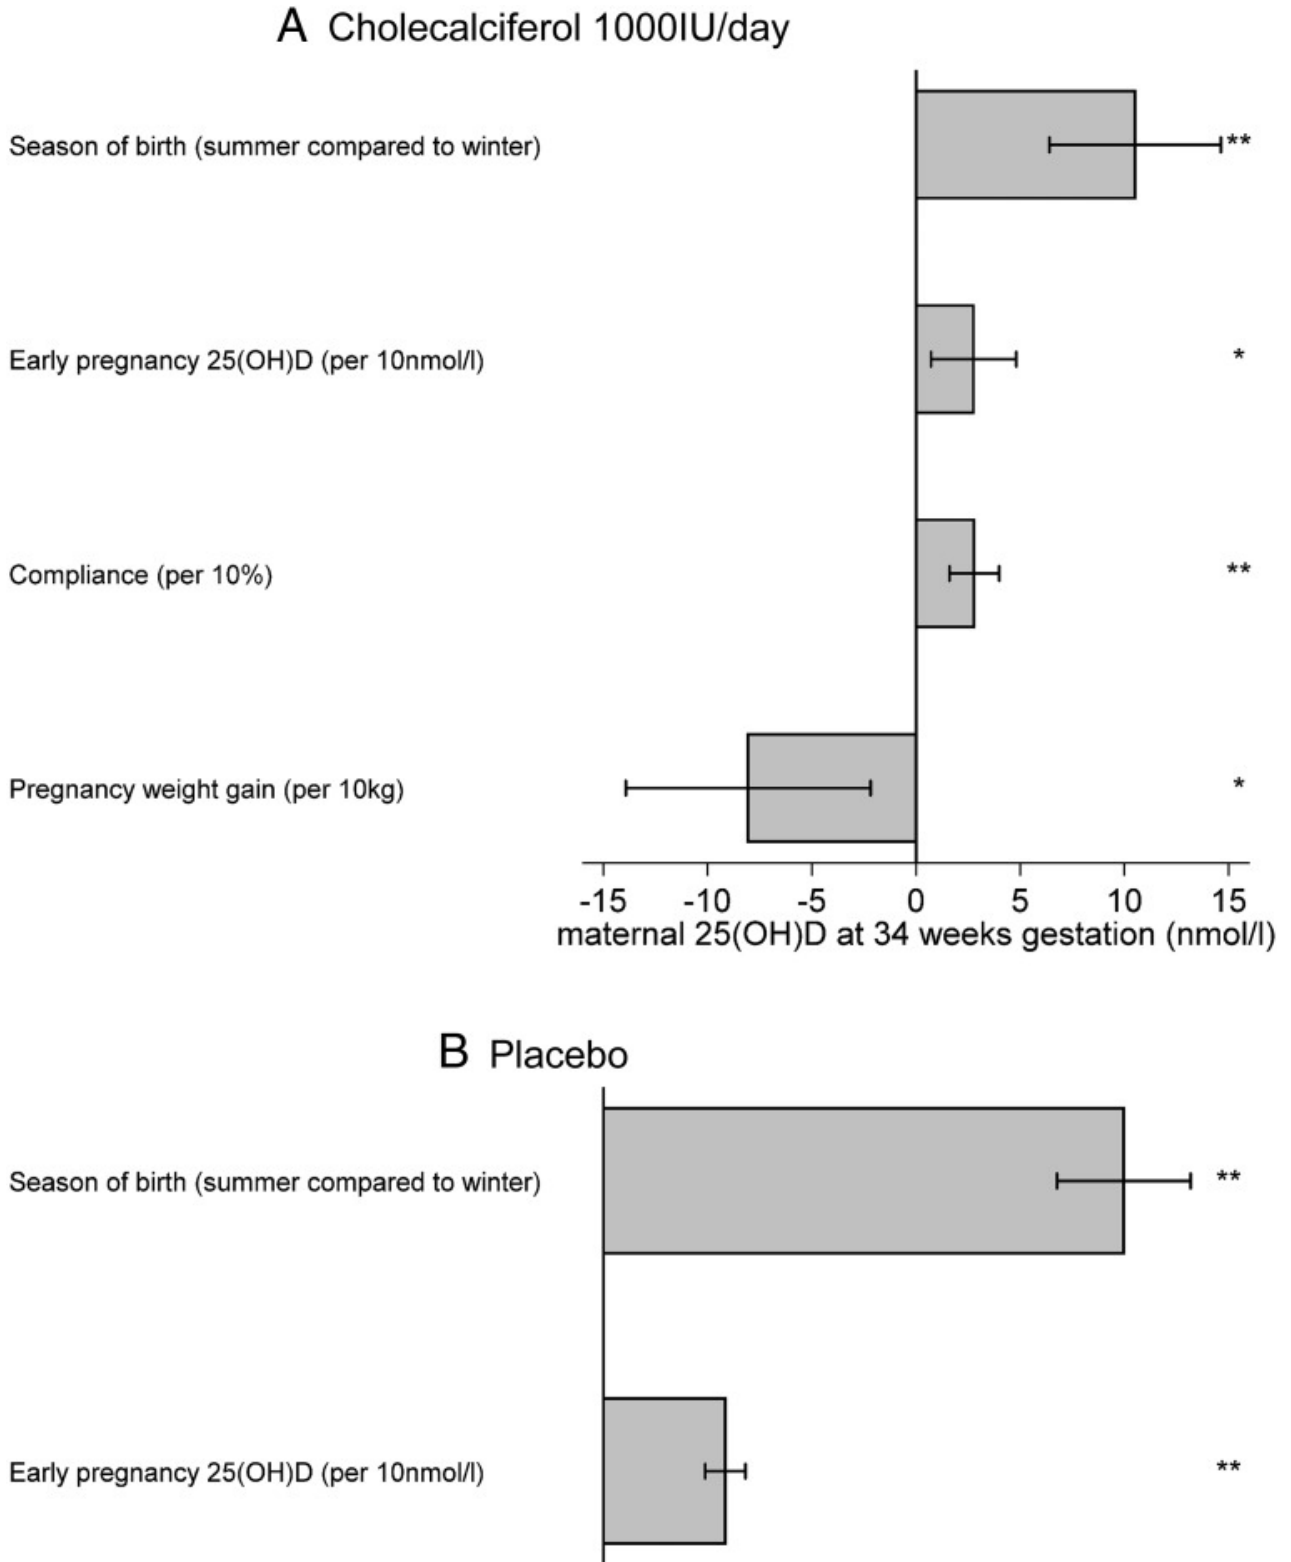 A Cholecalciferol 1000IU/day
Season of birth (summer compared to winter)
**
Early pregnancy 25(OH)D (per 10nmol/l)
*
Compliance (per 10%)
**
Pregnancy weight gain (per 10kg)
*
-15 -10 -5 0 5 10 15
maternal 25(OH)D at 34 weeks gestation (nmol/l)
B Placebo
Season of birth (summer compared to winter)
**
Early pregnancy 25(OH)D (per 10nmol/l)
**